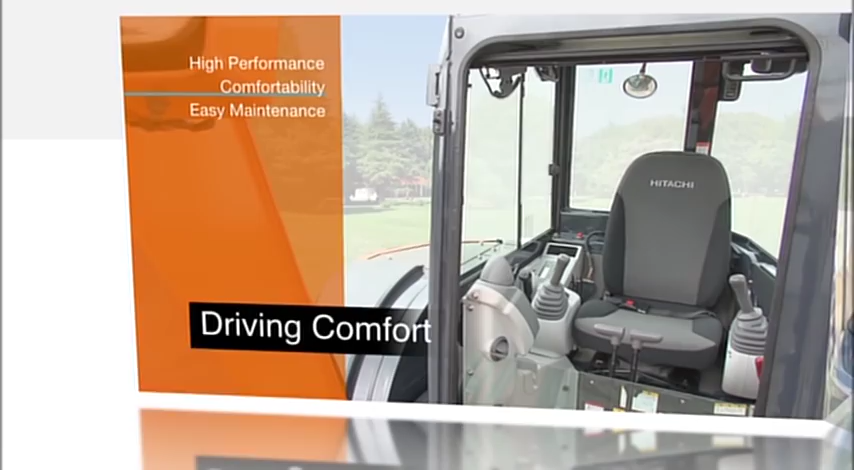 High Performance
Comfortability
Easy Maintenance
HITACHI
Driving Comfort